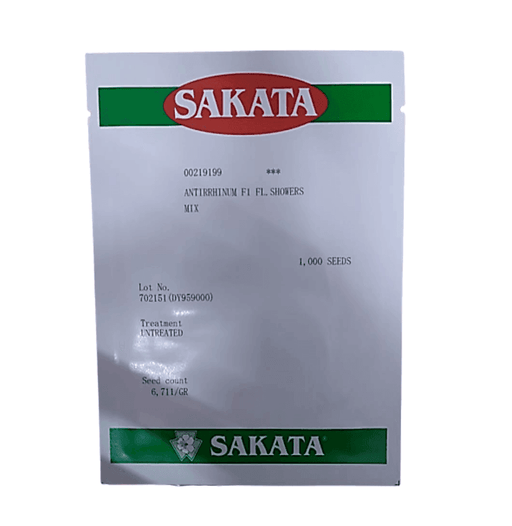 SAKATA
00219199 ***
ANTIRRHINUM F1 FL.SHOWERS
MIX
1,000 SEEDS
Lot No.
702151(DY959000)
Treatment
UNTREATED
Seed count
6,711/GR
SAKATA